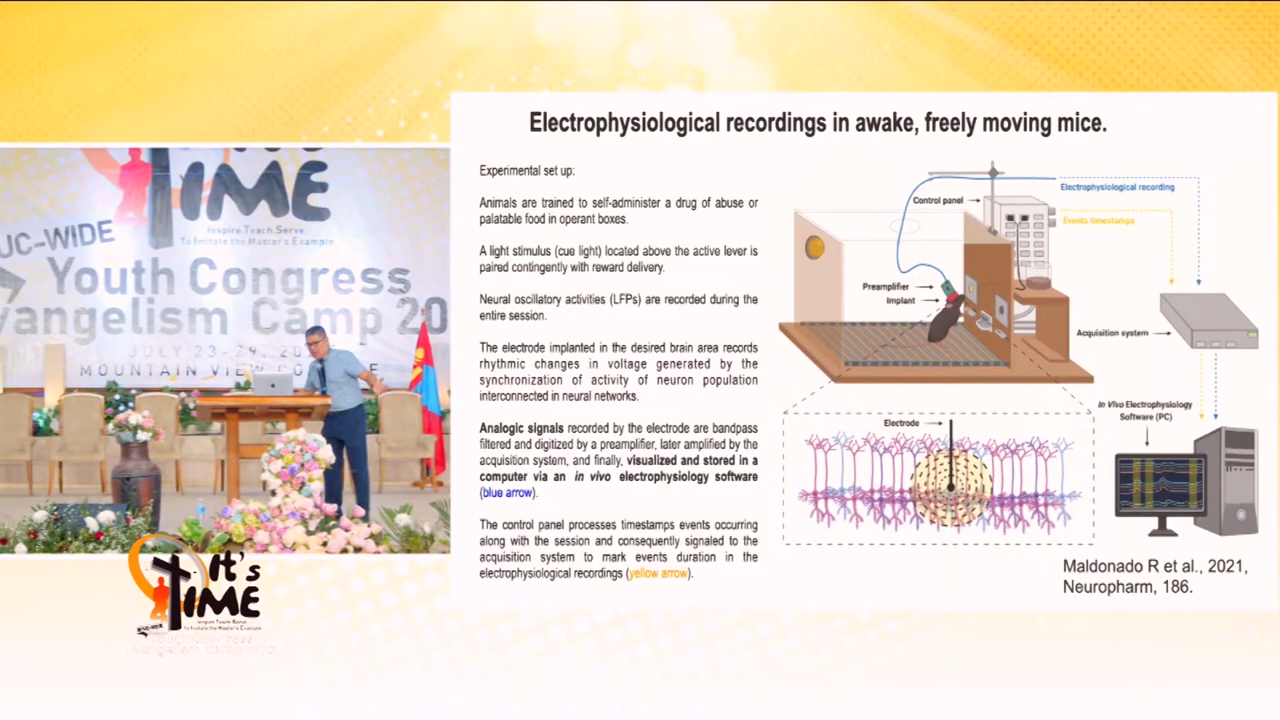 Electrophysiological recordings in awake, freely moving mice.
Experimental set up:
Animals are trained to self-administer a drug of abuse or
palatable food in operant boxes.
A light stimulus (cue light) located above the active lever is
paired contingently with reward delivery.
Neural oscillatory activities (LFPs) are recorded during the
entire session.
The electrode implanted in the desired brain area records
rhythmic changes in voltage generated by the
synchronization of activity of neuron population
interconnected in neural networks.
Analogic signals recorded by the electrode are bandpass
filtered and digitized by a preamplifier, later amplified by the
acquisition system, and finally, visualized and stored in a
computer via an in vivo electrophysiology software
(blue arrow).
The control panel processes timestamps events occurring
along with the session and consequently signaled to the
acquisition system to mark events duration in the
electrophysiological recordings (yellow arrow).
Control panel
Electrophysiological recording
Events timestamps
Preamplifier
Implant
Acquisition system
In Vivo Electrophysiology
Software (PC)
Electrode
Maldonado R et al., 2021,
Neuropharm, 186.
TIME
Inspire.Teach.Serve.
To Imitate the Master's Example
UC-WIDE
Youth Congress
vangelism Camp 20
JULY 23-29, 20
MOUNTAIN VIEW CO
It's
TIME
Inspire Teach Serve
To Imitate the Master's Example